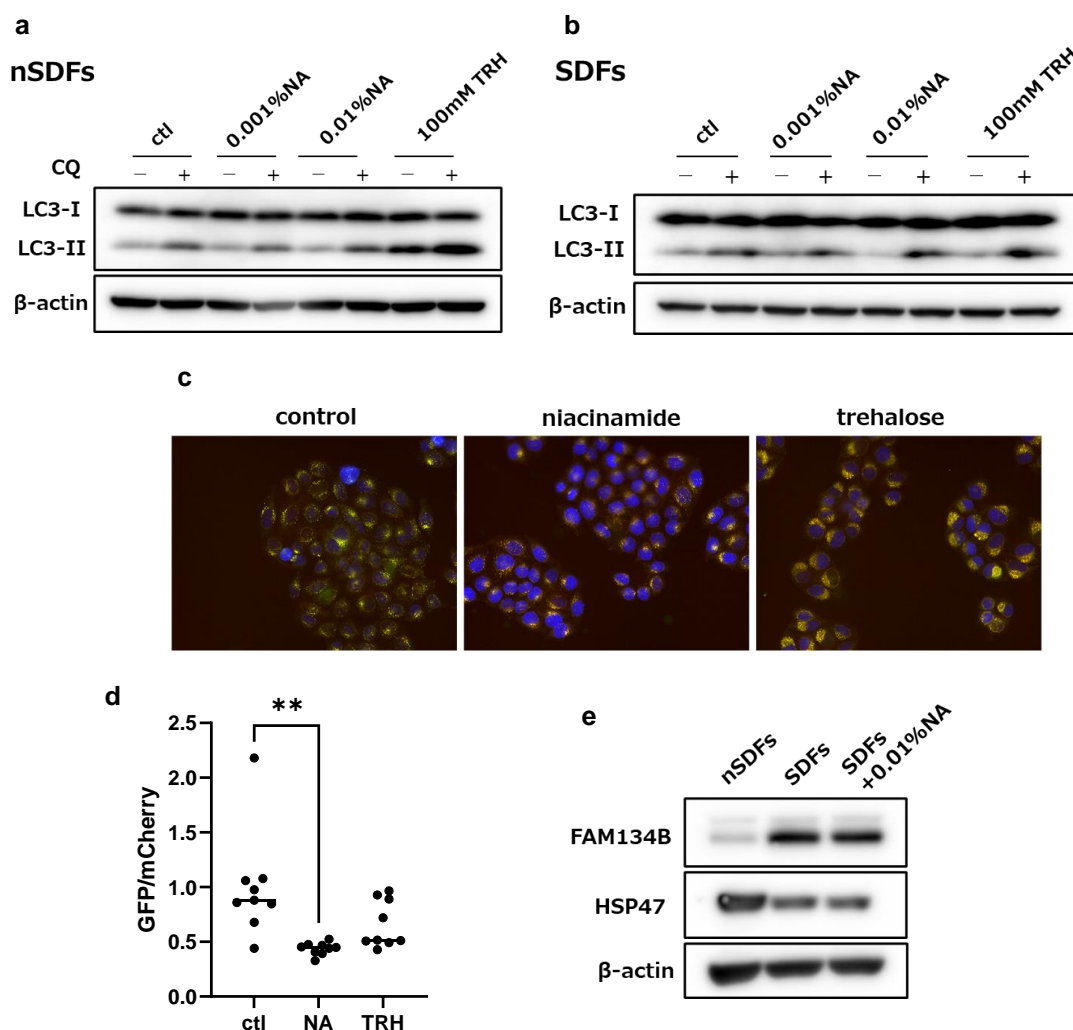 a
nSDFs
ctl 0.001%NA 0.01%NA 100mM TRH
CQ − + − + − + − +
LC3-I
LC3-II
β-actin
b
SDFs
ctl 0.001%NA 0.01%NA 100mM TRH
− + − + − + − +
LC3-I
LC3-II
β-actin
c
control niacinamide trehalose
d
**
GFP/mCherry
2.5
2.0
1.5
1.0
0.5
0.0
ctl NA TRH
e
nSDFs SDFs SDFs
+0.01%NA
FAM134B
HSP47
β-actin